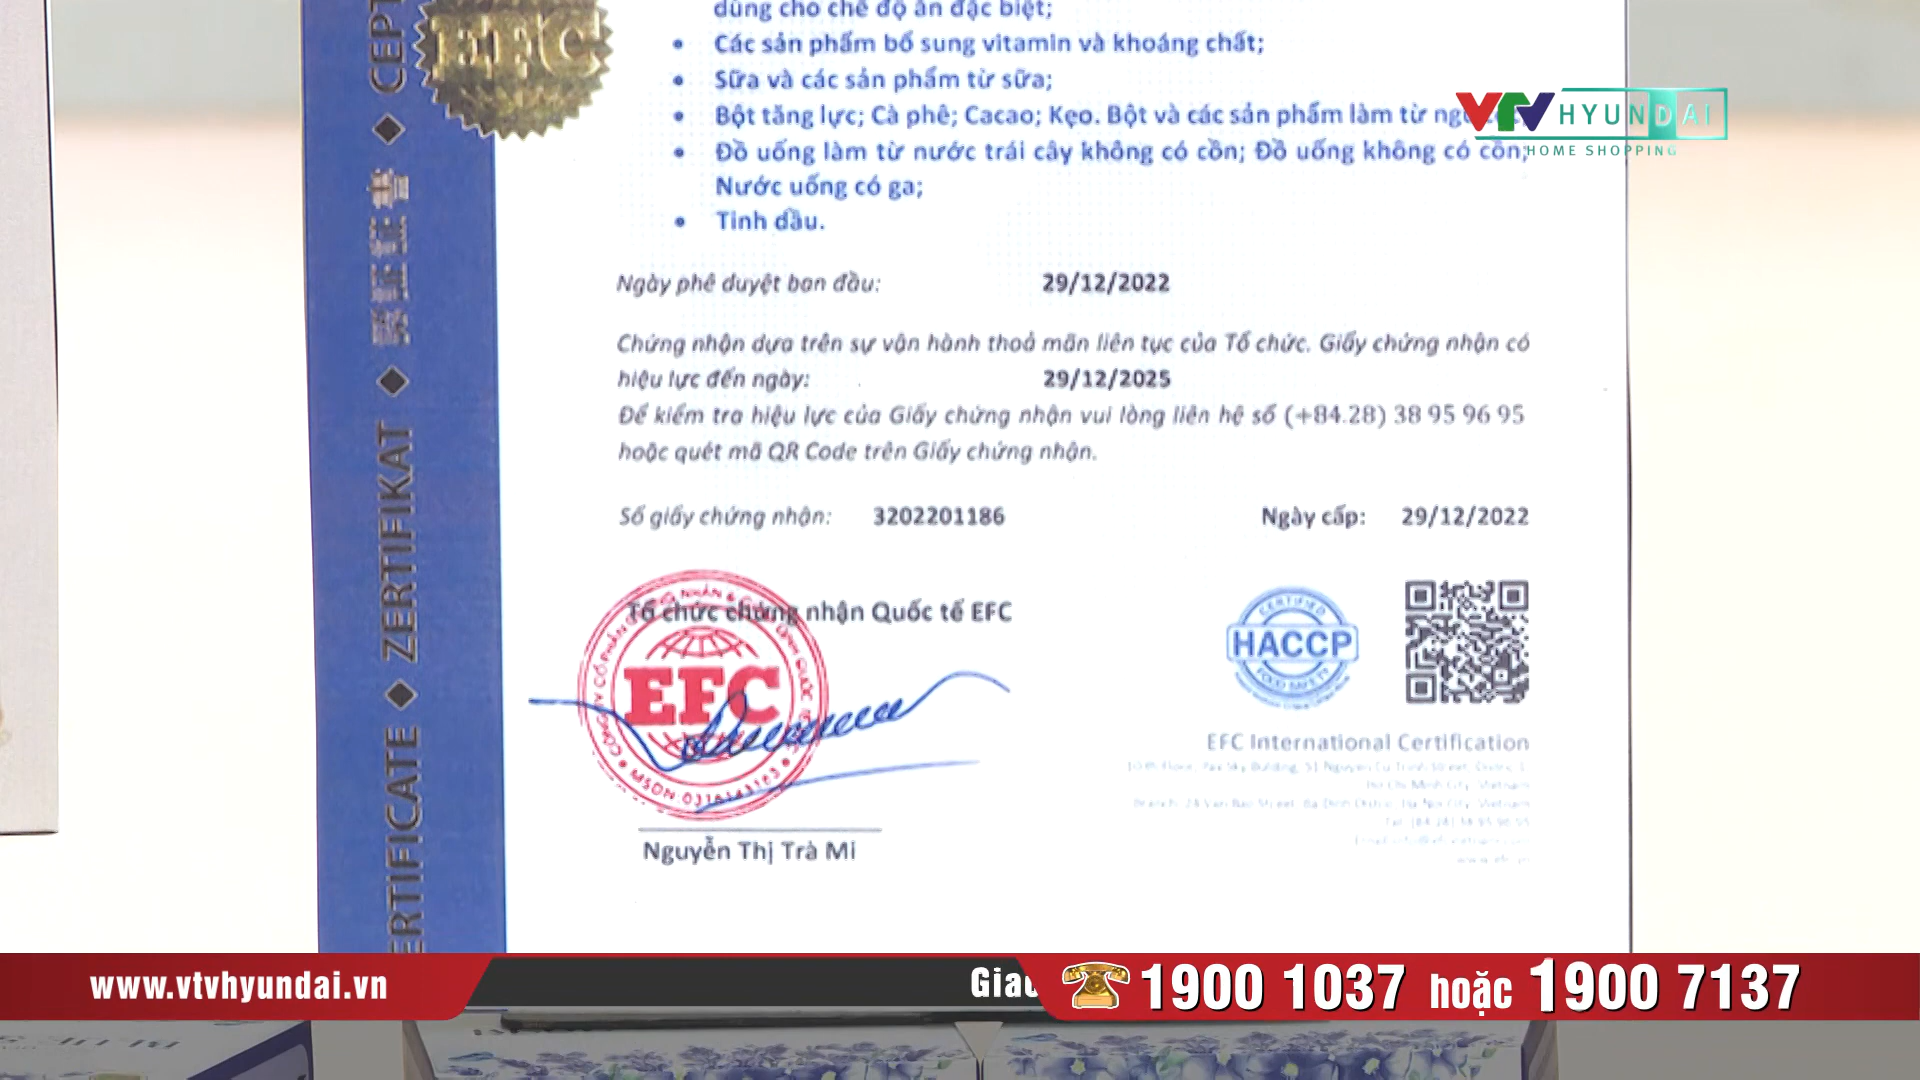 dùng cho chế độ ăn đặc biệt;
• Các sản phẩm bổ sung vitamin và khoáng chất;
• Sữa và các sản phẩm từ sữa;
• Bột tăng lực; Cà phê; Cacao; Kẹo. Bột và các sản phẩm làm từ
• Đồ uống làm từ nước trái cây không có cồn; Đồ uống không có cồn;
Nước uống có ga;
• Tinh dầu.
VTV HYUNDAI
HOME SHOPPING
EFC
Ngày phê duyệt ban đầu: 29/12/2022
Chứng nhận dựa trên sự vận hành thoả mãn liên tục của Tổ chức. Giấy chứng nhận có
hiệu lực đến ngày: 29/12/2025
Để kiểm tra hiệu lực của Giấy chứng nhận vui lòng liên hệ số (+84.28) 38 95 96 95
hoặc quét mã QR Code trên Giấy chứng nhận.
Số giấy chứng nhận: 3202201186 Ngày cấp: 29/12/2022
Tổ chức chứng nhận Quốc tế EFC
EFC
CERTIFIED
HACCP
FOOD SAFETY
EFC International Certification
Nguyễn Thị Trà Mi
ERTIFICATE ◆ ZERTIFIKAT ◆
www.vtvhyundai.vn
Giao
1900 1037 hoặc 1900 7137